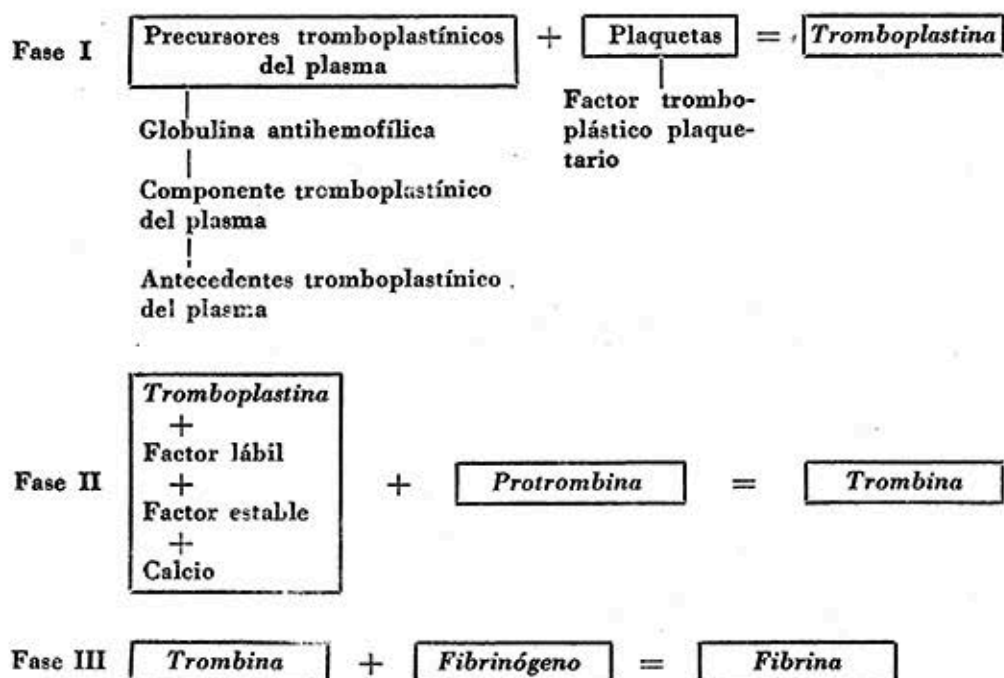 Fase I
Precursores tromboplastínicos
del plasma
+
Plaquetas
=
Tromboplastina
Globulina antihemofílica
Componente tromboplastínico
del plasma
Antecedentes tromboplastínico
del plasma
Factor trombo-
plástico plaque-
tario
Fase II
Tromboplastina
+
Factor lábil
+
Factor estable
+
Calcio
+
Protrombina
=
Trombina
Fase III
Trombina
+
Fibrinógeno
=
Fibrina